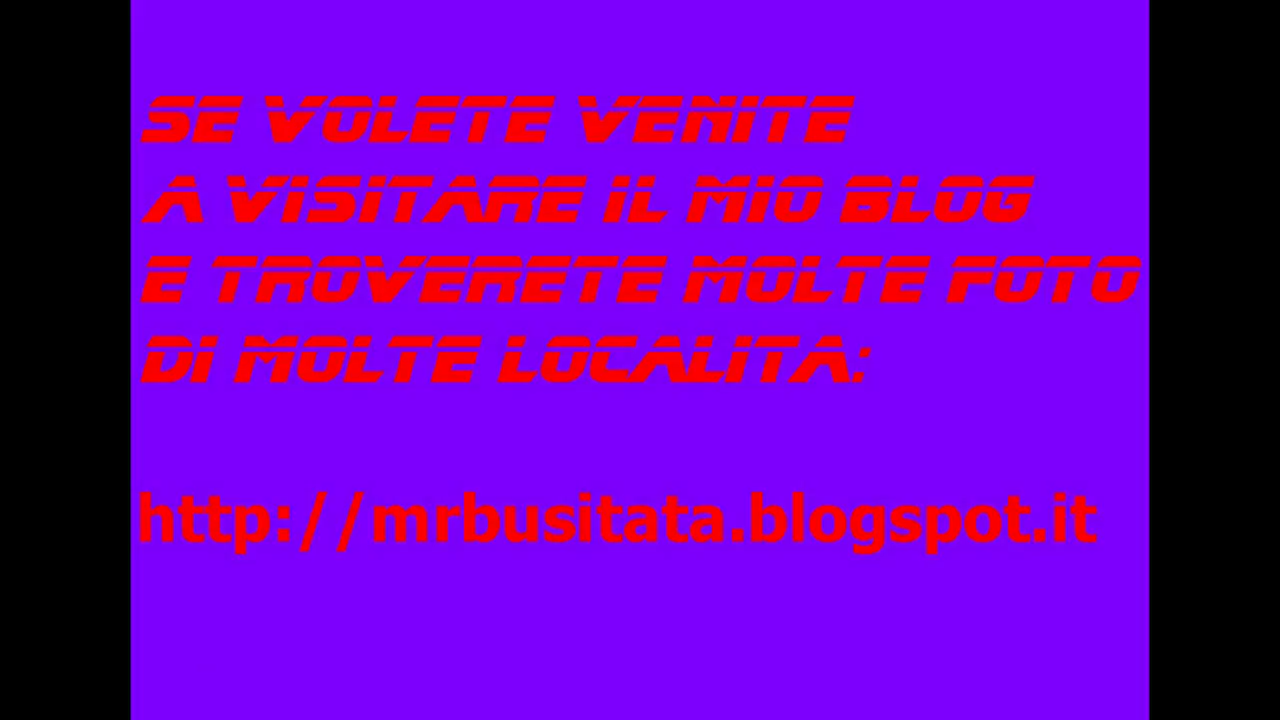 SE VOLETE VENITE
A VISITARE IL MIO BLOG
E TROVERETE MOLTE FOTO
DI MOLTE LOCALITA:
http://mrbusitata.blogspot.it